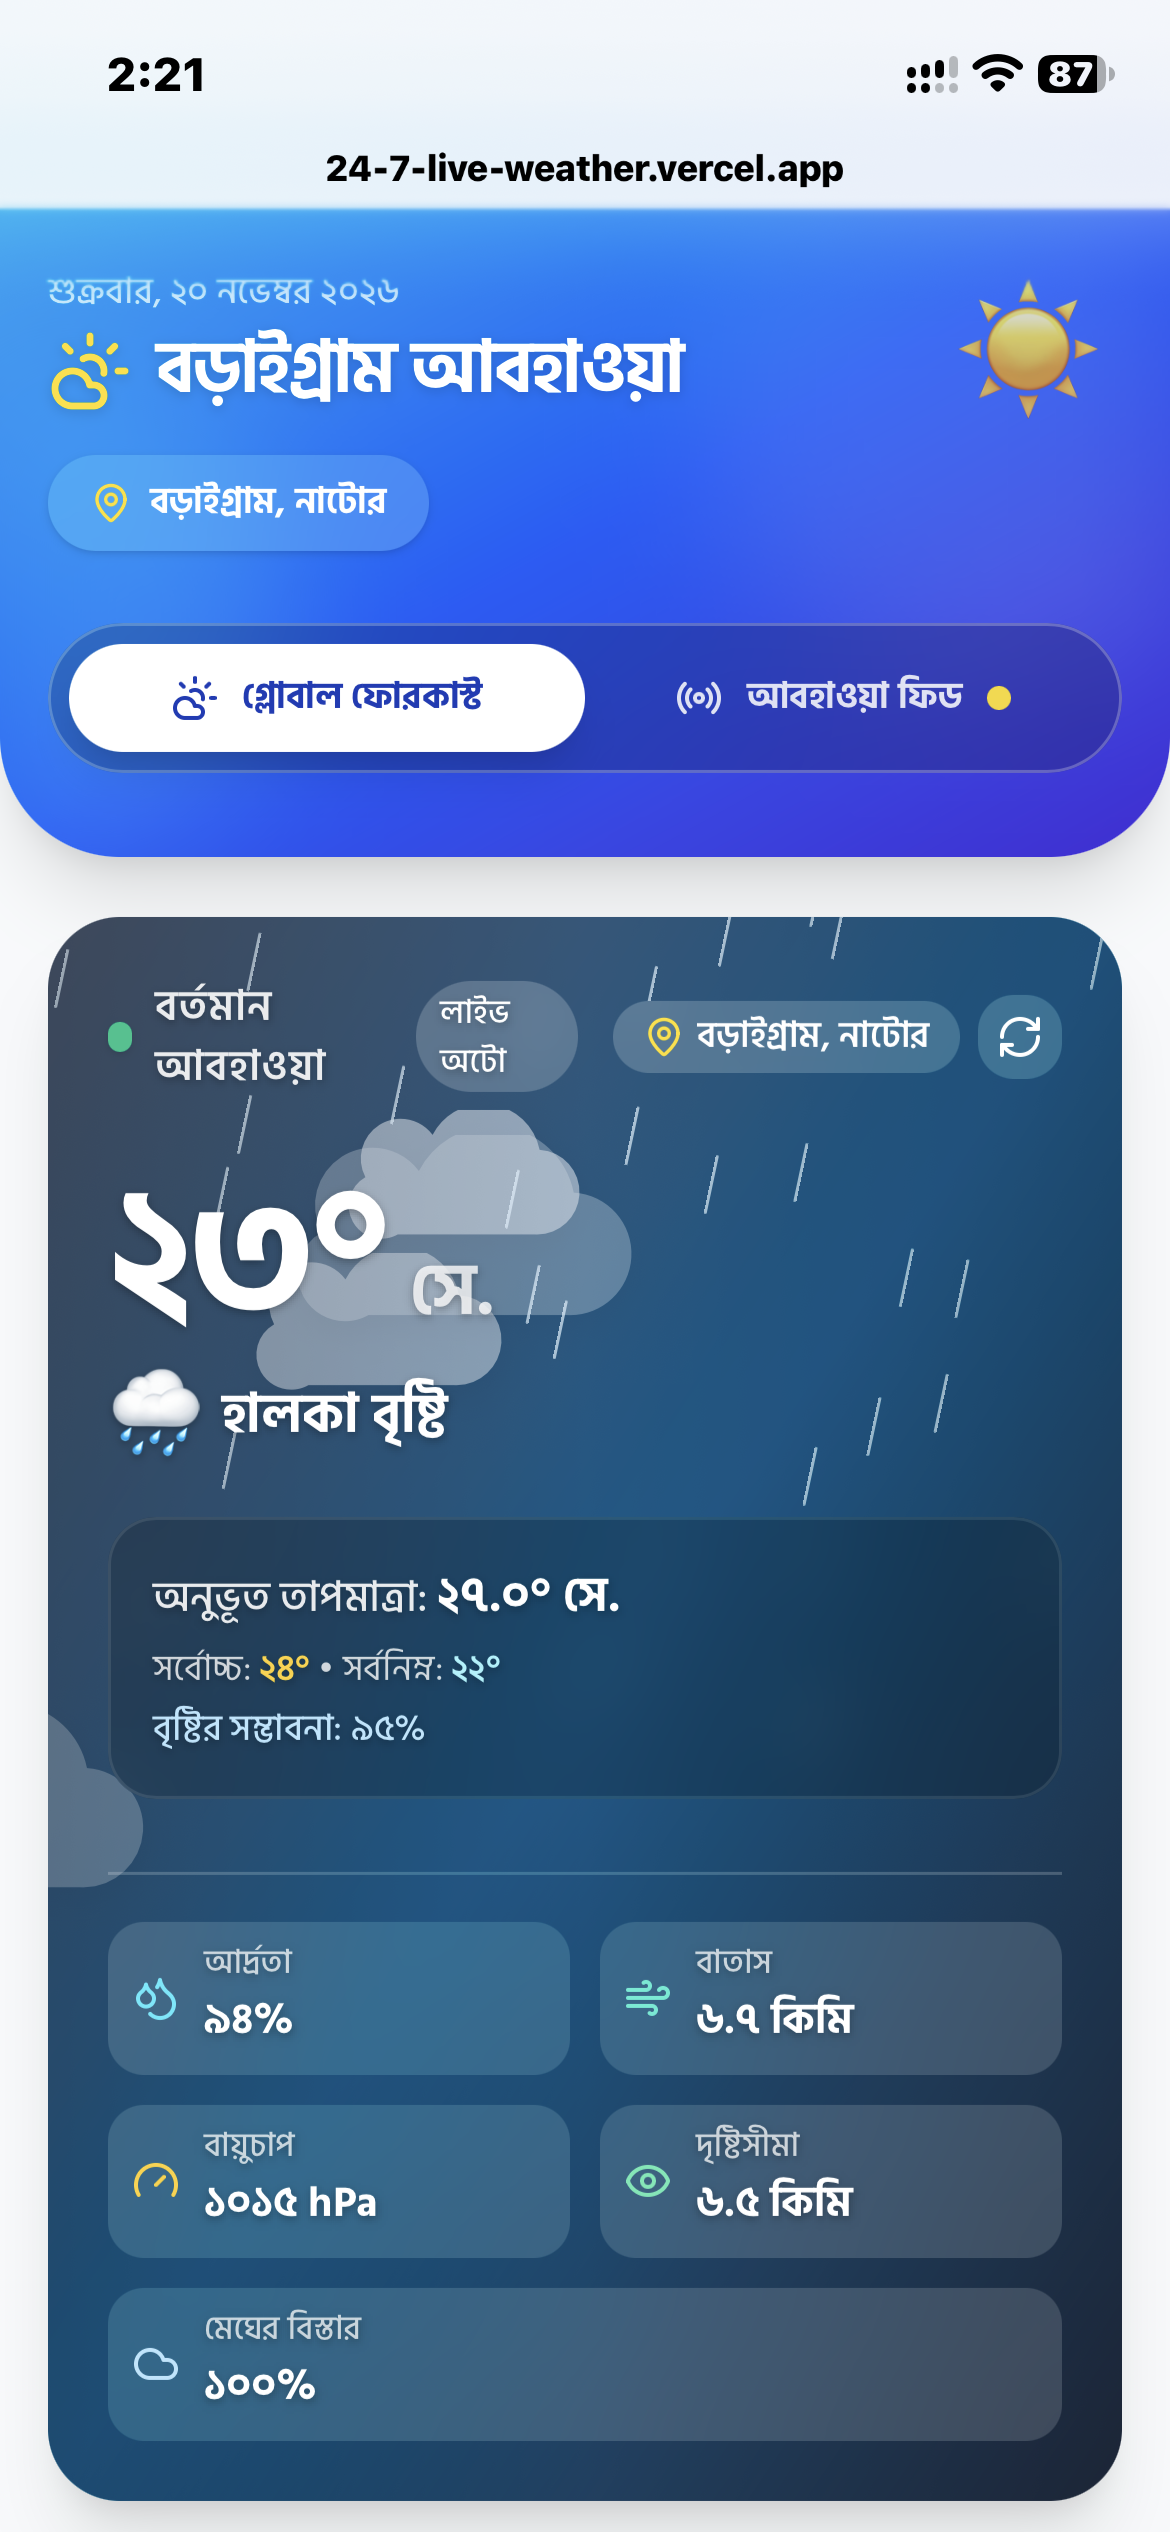 2:21
87
24-7-live-weather.vercel.app
শুক্রবার, ২০ নভেম্বর ২০২৬
বড়াইগ্রাম আবহাওয়া
বড়াইগ্রাম, নাটোর
গ্লোবাল ফোরকাস্ট
আবহাওয়া ফিড
বর্তমান
আবহাওয়া
লাইভ
অটো
বড়াইগ্রাম, নাটোর
২৩° সে.
হালকা বৃষ্টি
অনুভূত তাপমাত্রা: ২৭.০° সে.
সর্বোচ্চ: ২৪° • সর্বনিম্ন: ২২°
বৃষ্টির সম্ভাবনা: ৯৫%
আর্দ্রতা
৯৪%
বাতাস
৬.৭ কিমি
বায়ুচাপ
১০১৫ hPa
দৃষ্টিসীমা
৬.৫ কিমি
মেঘের বিস্তার
১০০%